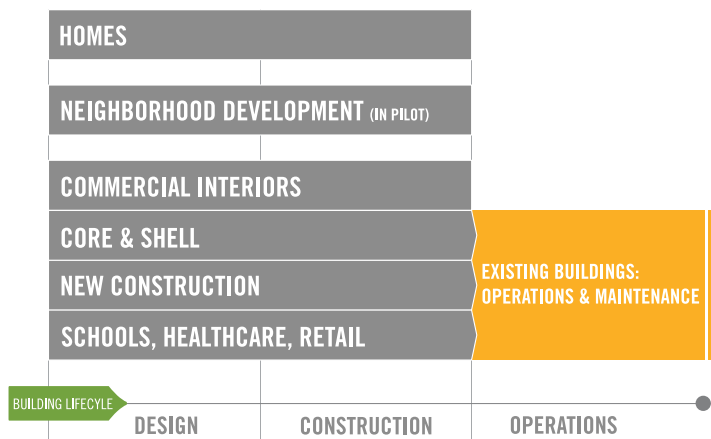 HOMES
NEIGHBORHOOD DEVELOPMENT (IN PILOT)
COMMERCIAL INTERIORS
CORE & SHELL
NEW CONSTRUCTION
SCHOOLS, HEALTHCARE, RETAIL
EXISTING BUILDINGS:
OPERATIONS & MAINTENANCE
BUILDING LIFECYLE
DESIGN
CONSTRUCTION
OPERATIONS